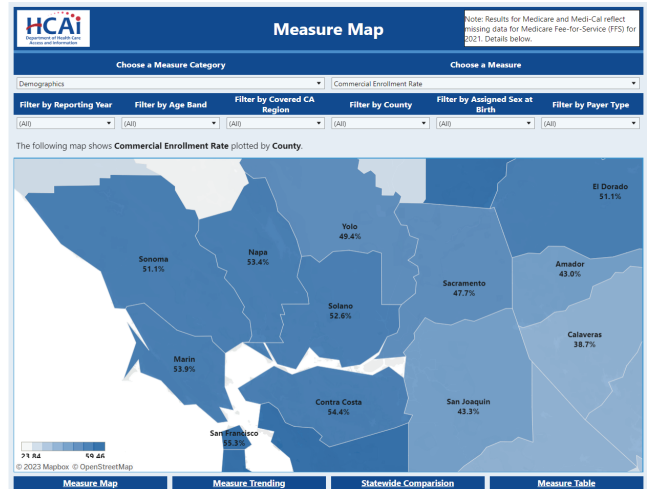 HCAi
Department of Health Care
Access and Information
Measure Map
Note: Results for Medicare and Medi-Cal reflect
missing data for Medicare Fee-for-Service (FFS) for
2021. Details below.
Choose a Measure Category
Choose a Measure
Demographics
Commercial Enrollment Rate
Filter by Reporting Year
Filter by Age Band
Filter by Covered CA
Region
Filter by County
Filter by Assigned Sex at
Birth
Filter by Payer Type
(All)
(All)
(All)
(All)
(All)
(All)
The following map shows Commercial Enrollment Rate plotted by County.
El Dorado
51.1%
Yolo
49.4%
Sonoma
51.1%
Napa
53.4%
Amador
43.0%
Sacramento
47.7%
Solano
52.6%
Calaveras
38.7%
Marin
53.9%
Contra Costa
54.4%
San Joaquin
43.3%
San Francisco
55.3%
23.84
59.46
© 2023 Mapbox © OpenStreetMap
Measure Map
Measure Trending
Statewide Comparision
Measure Table